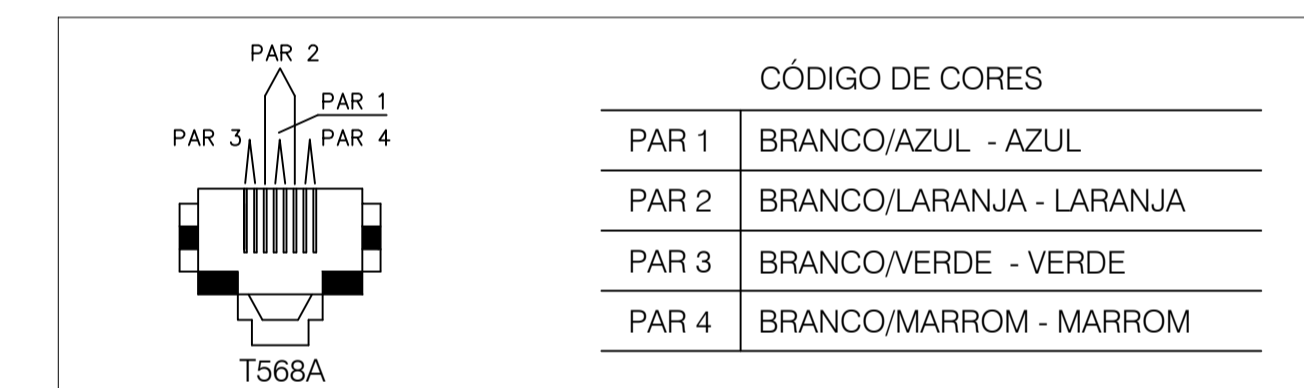 PAR 2
PAR 1
PAR 3
PAR 4
T568A
CÓDIGO DE CORES
PAR 1 BRANCO/AZUL - AZUL
PAR 2 BRANCO/LARANJA - LARANJA
PAR 3 BRANCO/VERDE - VERDE
PAR 4 BRANCO/MARROM - MARROM